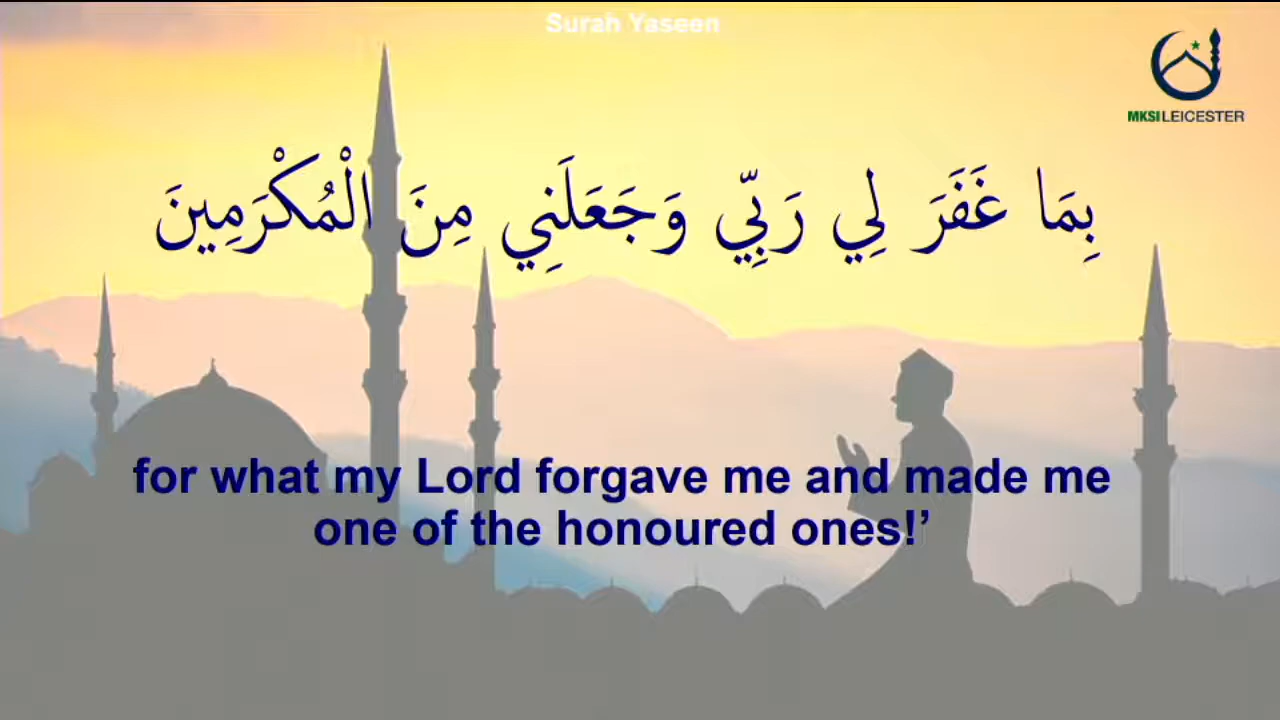 Surah Yaseen
MKSI LEICESTER
بِمَا غَفَرَ لِي رَبِّي وَجَعَلَنِي مِنَ الْمُكْرَمِينَ
for what my Lord forgave me and made me
one of the honoured ones!’